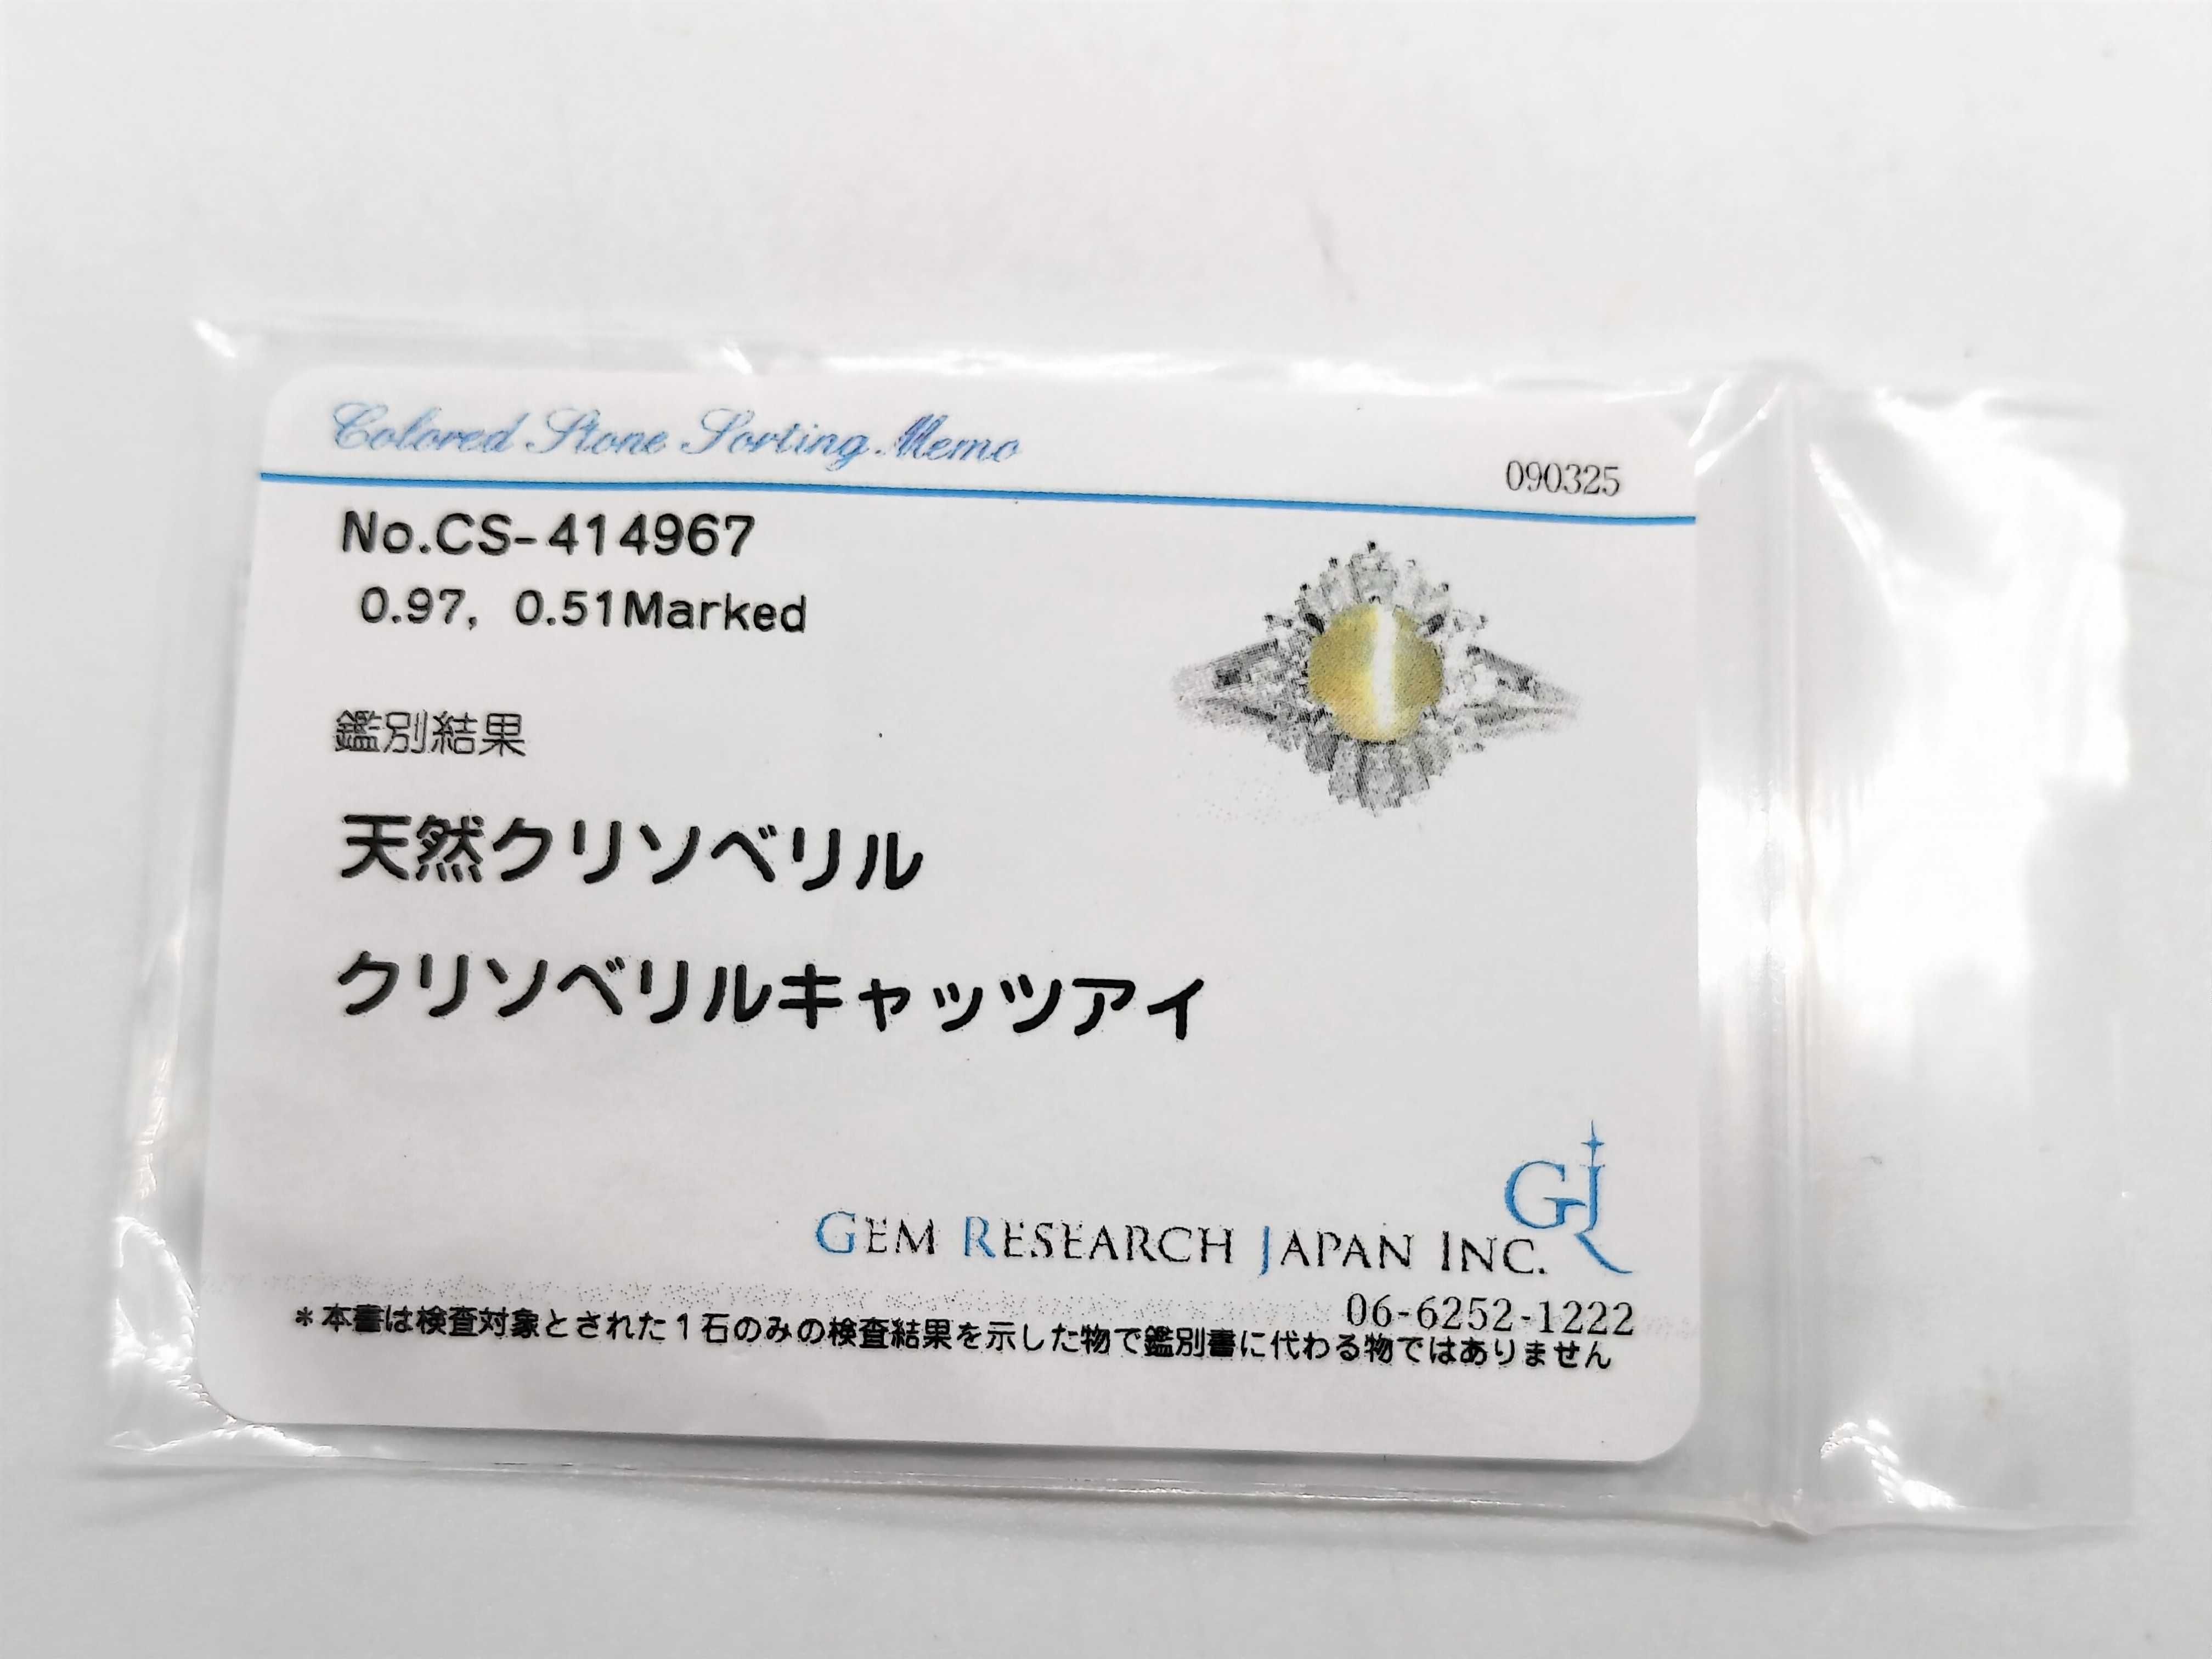 Colored Stone Sorting Memo
090325
No.CS-414967
0.97, 0.51Marked
鑑別結果
天然クリソベリル
クリソベリルキャッツアイ
GJ
GEM RESEARCH JAPAN INC.
06-6252-1222
*本書は検査対象とされた1石のみの検査結果を示した物で鑑別書に代わる物ではありません